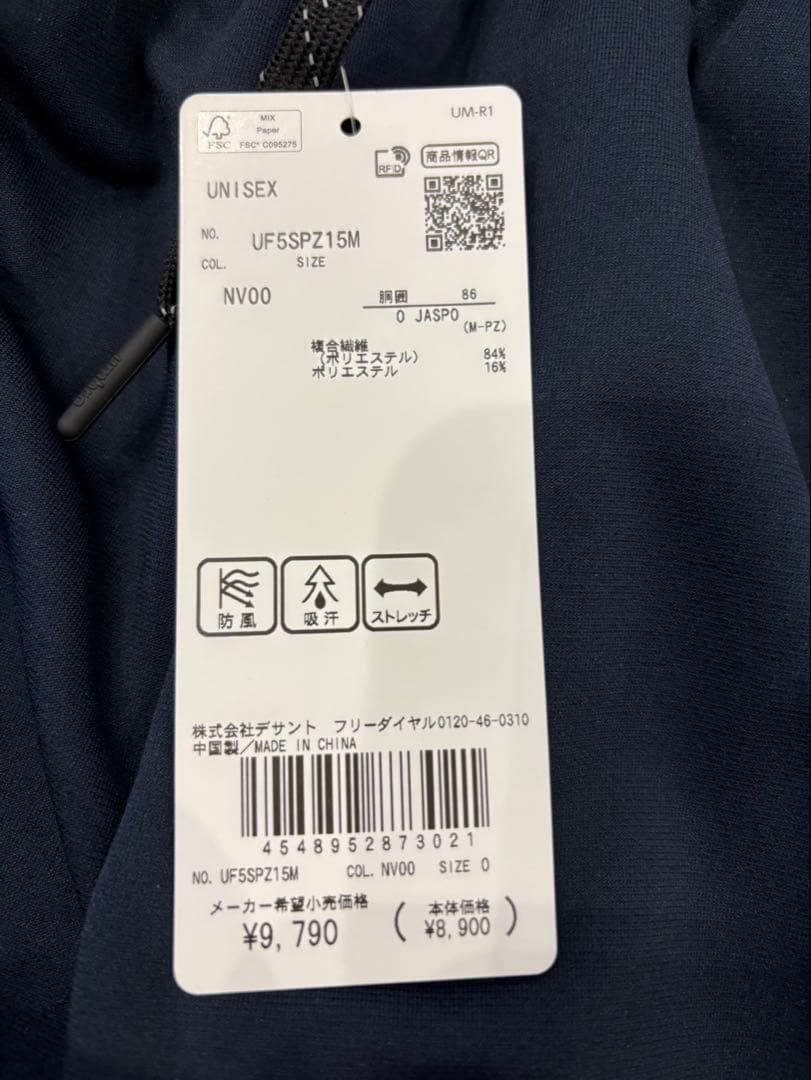 MIX
Paper
FSC
FSC® C095275
UM-R1
RFID
商品情報QR
UNISEX
NO. UF5SPZ15M
COL. SIZE
NV00
胴囲 86
O JASPO
(M-PZ)
複合繊維
(ポリエステル) 84%
ポリエステル 16%
防風
吸汗
ストレッチ
株式会社デサント フリーダイヤル0120-46-0310
中国製/MADE IN CHINA
4548952873021
NO. UF5SPZ15M COL. NV00 SIZE O
メーカー希望小売価格
¥9,790
(本体価格
¥8,900)
umbro